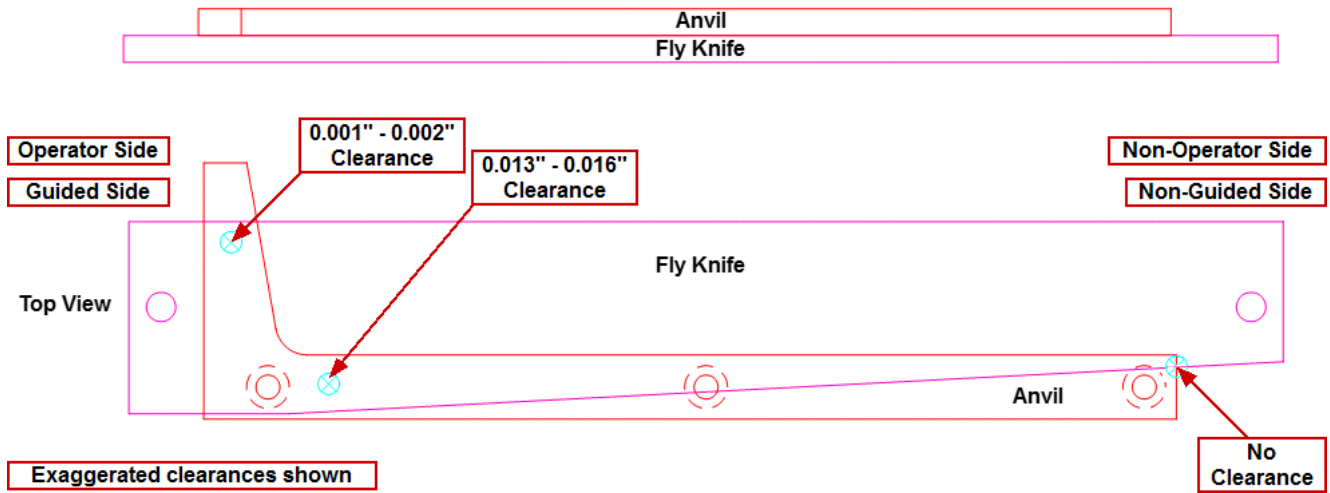 Anvil
Fly Knife
0.001" - 0.002"
Clearance
0.013" - 0.016"
Clearance
Operator Side
Guided Side
Non-Operator Side
Non-Guided Side
Fly Knife
Top View
Anvil
No
Clearance
Exaggerated clearances shown